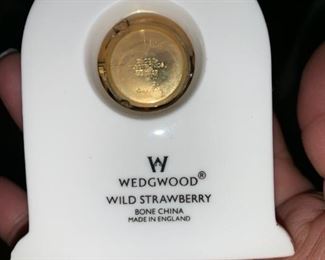 W
WEDGWOOD®
WILD STRAWBERRY
BONE CHINA
MADE IN ENGLAND